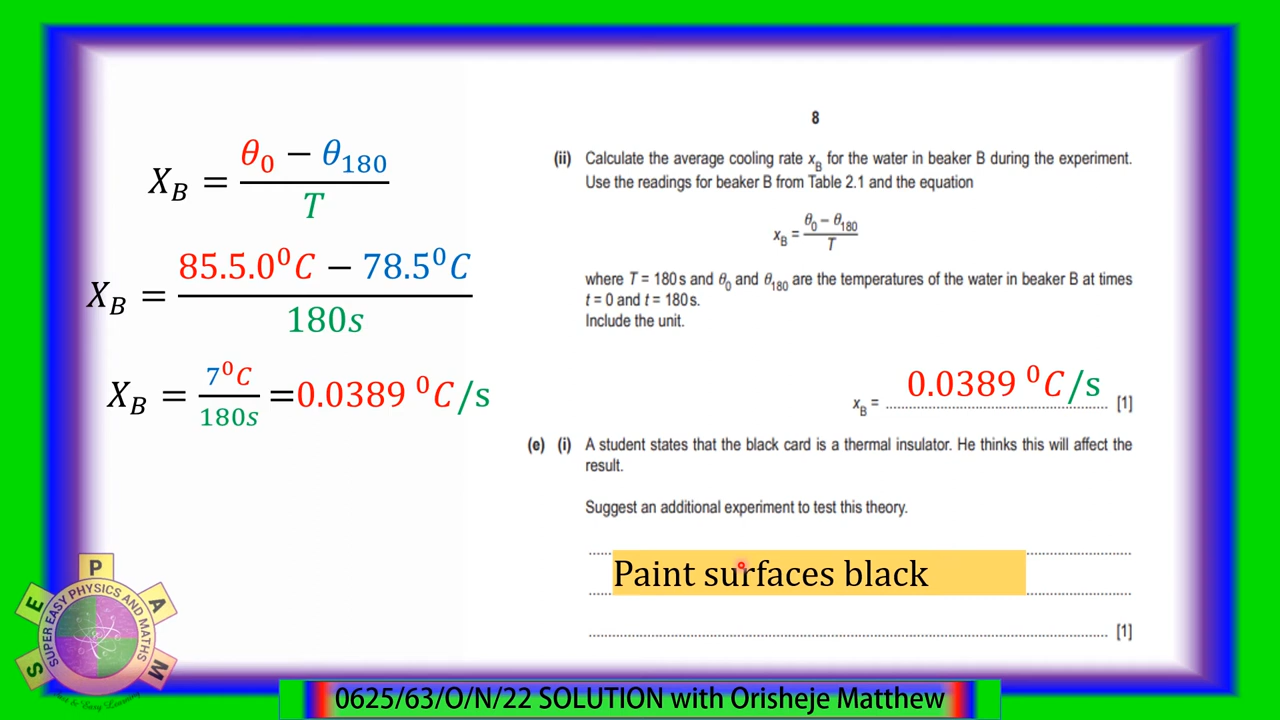 X_B = (θ_0 − θ_180) / T
X_B = (85.5.0⁰C − 78.5⁰C) / 180s
X_B = 7⁰C / 180s =0.0389 ⁰C/s
8
(ii) Calculate the average cooling rate x_B for the water in beaker B during the experiment.
Use the readings for beaker B from Table 2.1 and the equation
x_B = (θ_0 − θ_180) / T
where T = 180 s and θ_0 and θ_180 are the temperatures of the water in beaker B at times
t = 0 and t = 180 s.
Include the unit.
x_B = 0.0389 ⁰C/s [1]
(e) (i) A student states that the black card is a thermal insulator. He thinks this will affect the
result.
Suggest an additional experiment to test this theory.
Paint surfaces black
[1]
S E P A M
SUPER EASY PHYSICS AND MATHS
0625/63/O/N/22 SOLUTION with Orisheje Matthew